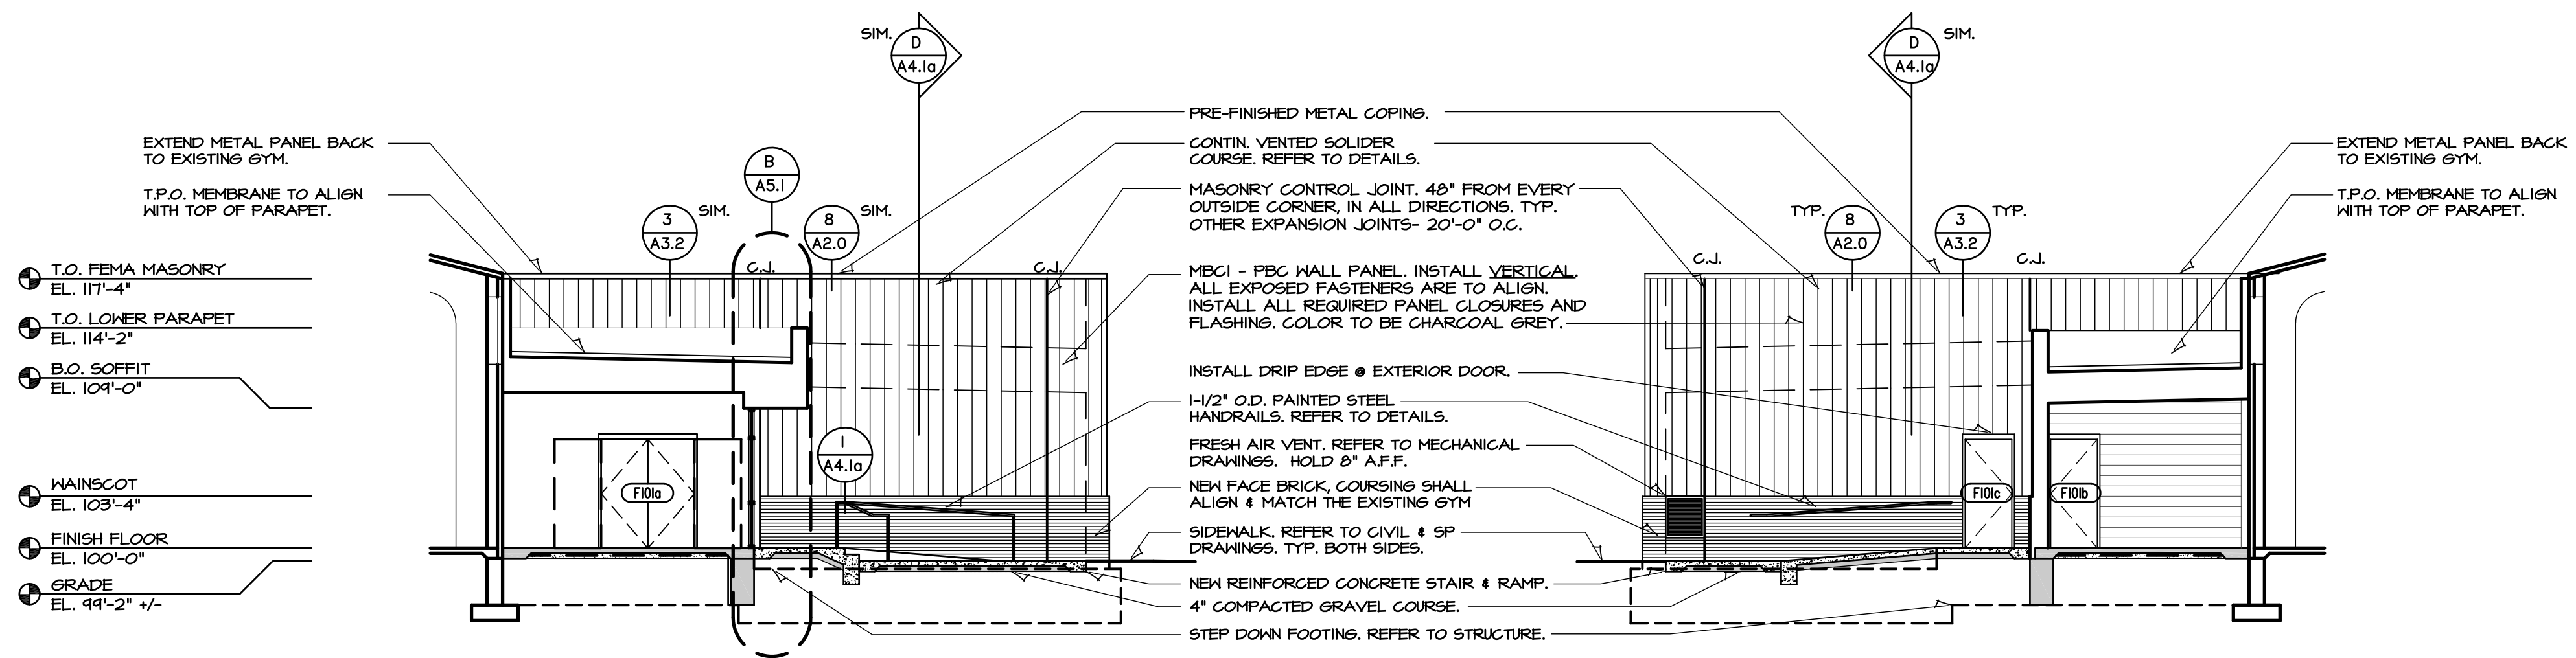 SIM.
D
A4.1a
D
A4.1a
SIM.
PRE-FINISHED METAL COPING.
EXTEND METAL PANEL BACK
TO EXISTING GYM.
CONTIN. VENTED SOLIDER
COURSE. REFER TO DETAILS.
EXTEND METAL PANEL BACK
TO EXISTING GYM.
B
A5.1
T.P.O. MEMBRANE TO ALIGN
WITH TOP OF PARAPET.
MASONRY CONTROL JOINT. 48" FROM EVERY
OUTSIDE CORNER, IN ALL DIRECTIONS. TYP.
OTHER EXPANSION JOINTS- 20'-0" O.C.
T.P.O. MEMBRANE TO ALIGN
WITH TOP OF PARAPET.
3
A3.2
SIM.
8
A2.0
SIM.
TYP.
8
A2.0
3
A3.2
TYP.
C.J.
C.J.
C.J.
C.J.
T.O. FEMA MASONRY
EL. 117'-4"
MBCI - PBC WALL PANEL. INSTALL VERTICAL.
ALL EXPOSED FASTENERS ARE TO ALIGN.
INSTALL ALL REQUIRED PANEL CLOSURES AND
FLASHING. COLOR TO BE CHARCOAL GREY.
T.O. LOWER PARAPET
EL. 114'-2"
B.O. SOFFIT
EL. 109'-0"
INSTALL DRIP EDGE @ EXTERIOR DOOR.
1-1/2" O.D. PAINTED STEEL
HANDRAILS. REFER TO DETAILS.
1
A4.1a
FRESH AIR VENT. REFER TO MECHANICAL
DRAWINGS. HOLD 8" A.F.F.
WAINSCOT
EL. 103'-4"
F101a
NEW FACE BRICK, COURSING SHALL
ALIGN & MATCH THE EXISTING GYM
F101c
F101b
FINISH FLOOR
EL. 100'-0"
SIDEWALK. REFER TO CIVIL & SP
DRAWINGS. TYP. BOTH SIDES.
GRADE
EL. 99'-2" +/-
NEW REINFORCED CONCRETE STAIR & RAMP.
4" COMPACTED GRAVEL COURSE.
STEP DOWN FOOTING. REFER TO STRUCTURE.